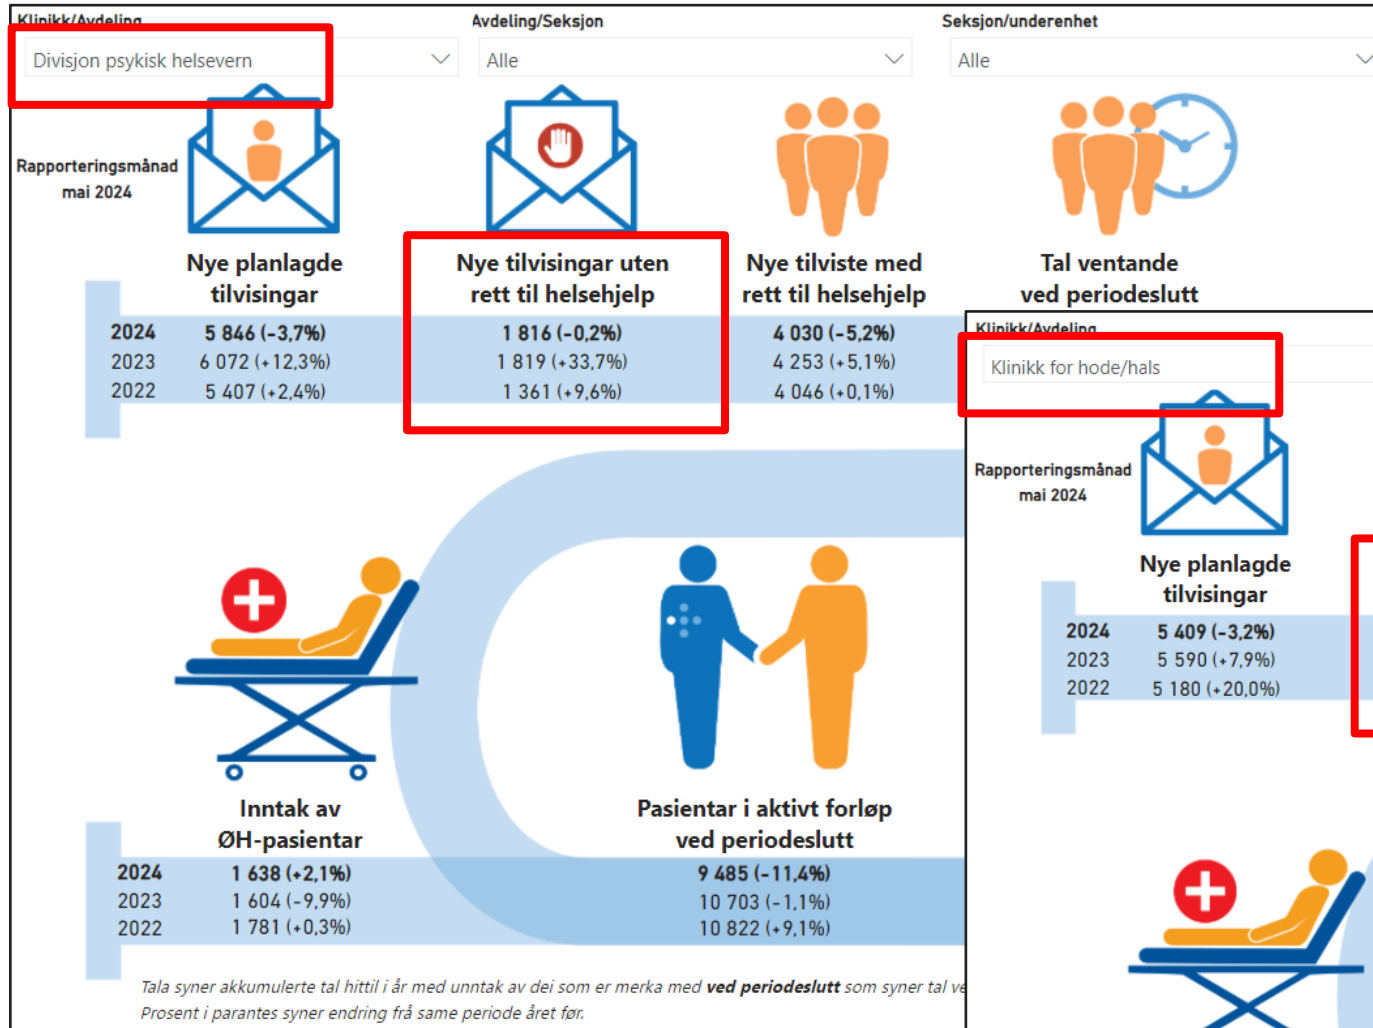 Klinikk/Avdeling
Avdeling/Seksjon
Seksjon/underenhet
Divisjon psykisk helsevern
Alle
Alle
Rapporteringsmånad
mai 2024
Nye planlagde
tilvisingar
Nye tilvisingar uten
rett til helsehjelp
Nye tilviste med
rett til helsehjelp
Tal ventande
ved periodeslutt
2024 5 846 (-3,7%) 1 816 (-0,2%) 4 030 (-5,2%)
2023 6 072 (+12,3%) 1 819 (+33,7%) 4 253 (+5,1%)
2022 5 407 (+2,4%) 1 361 (+9,6%) 4 046 (+0,1%)
Inntak av
ØH-pasientar
Pasientar i aktivt forløp
ved periodeslutt
2024 1 638 (+2,1%) 9 485 (-11,4%)
2023 1 604 (-9,9%) 10 703 (-1,1%)
2022 1 781 (+0,3%) 10 822 (+9,1%)
Tala syner akkumulerte tal hittil i år med unntak av dei som er merka med ved periodeslutt som syner tal ve
Prosent i parantes syner endring frå same periode året før.
Klinikk/Avdeling
Klinikk for hode/hals
Rapporteringsmånad
mai 2024
Nye planlagde
tilvisingar
2024 5 409 (-3,2%)
2023 5 590 (+7,9%)
2022 5 180 (+20,0%)